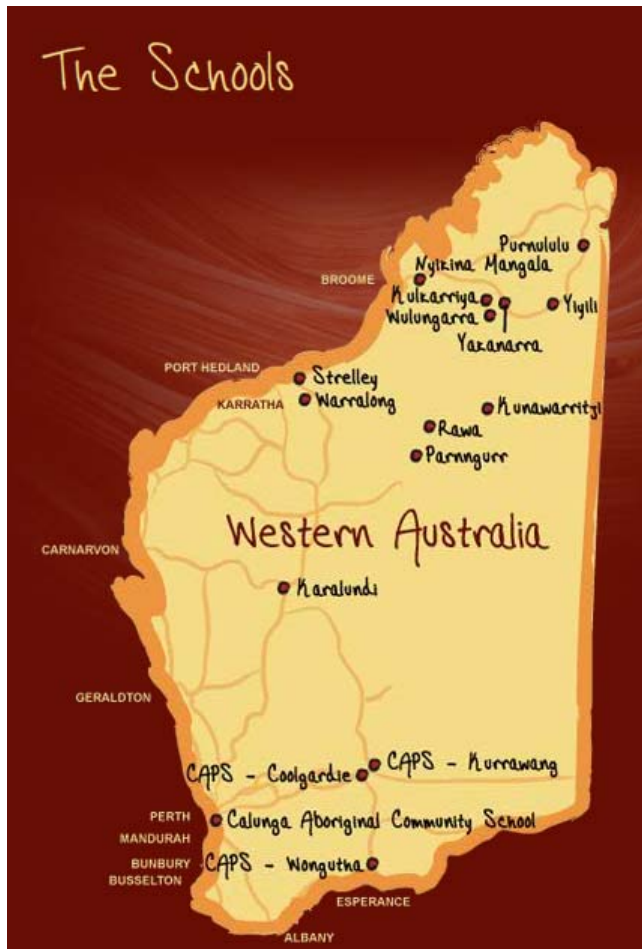 The Schools
Purnululu
Nyikina Mangala
BROOME
Kulkarriya
Yiyili
Wulungarra
Yakanarra
PORT HEDLAND
Strelley
KARRATHA
Warralong
Kunawarritji
Rawa
Parnngurr
Western Australia
CARNARVON
Karalundi
GERALDTON
CAPS - Kurrawang
CAPS - Coolgardie
PERTH
Calunga Aboriginal Community School
MANDURAH
BUNBURY
CAPS - Wongutha
BUSSELTON
ESPERANCE
ALBANY